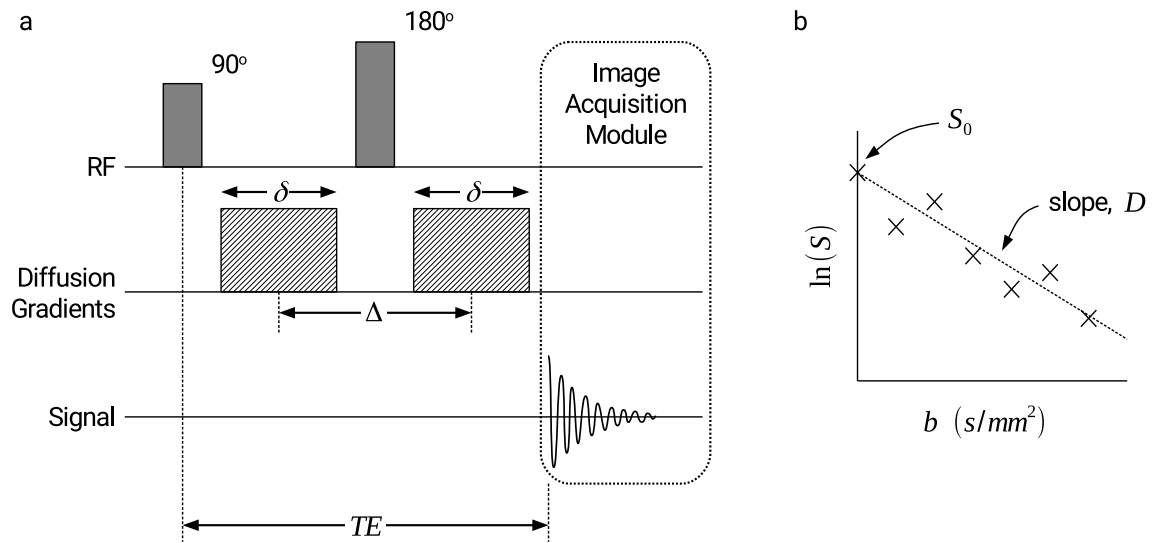 a
90°
180°
Image
Acquisition
Module
RF
δ
δ
Diffusion
Gradients
Δ
Signal
TE
b
S₀
slope, D
ln(S)
b (s/mm²)